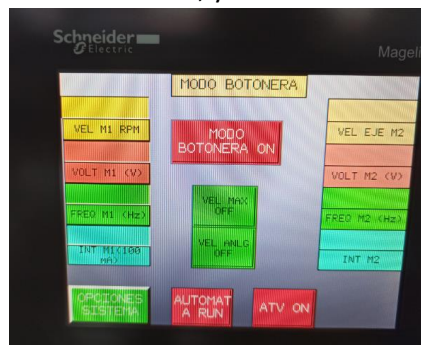 Schneider
Electric
Mageli
MODO BOTONERA
VEL M1 RPM
MODO
BOTONERA ON
VEL EJE M2
VOLT M1 (V)
VOLT M2 (V)
VEL MAX
OFF
FREQ M1 (Hz)
FREQ M2 (Hz)
VEL ANLG
OFF
INT M1(100
MA)
INT M2
OPCIONES
SISTEMA
AUTOMAT
A RUN
ATV ON